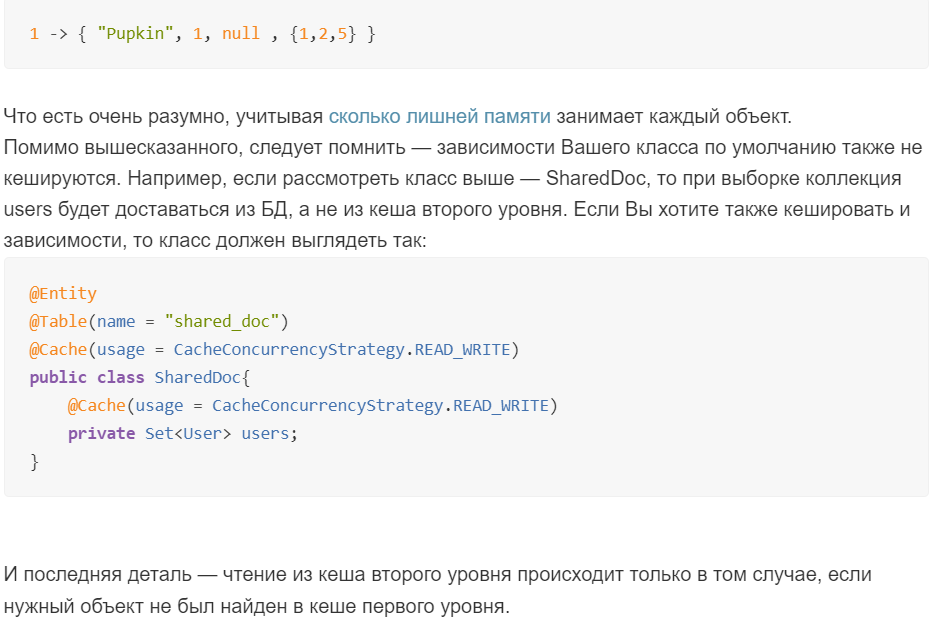 1 -> { "Pupkin", 1, null , {1,2,5} }
Что есть очень разумно, учитывая сколько лишней памяти занимает каждый объект.
Помимо вышесказанного, следует помнить — зависимости Вашего класса по умолчанию также не
кешируются. Например, если рассмотреть класс выше — SharedDoc, то при выборке коллекция
users будет доставаться из БД, а не из кеша второго уровня. Если Вы хотите также кешировать и
зависимости, то класс должен выглядеть так:
@Entity
@Table(name = "shared_doc")
@Cache(usage = CacheConcurrencyStrategy.READ_WRITE)
public class SharedDoc{
    @Cache(usage = CacheConcurrencyStrategy.READ_WRITE)
    private Set<User> users;
}
И последняя деталь — чтение из кеша второго уровня происходит только в том случае, если
нужный объект не был найден в кеше первого уровня.